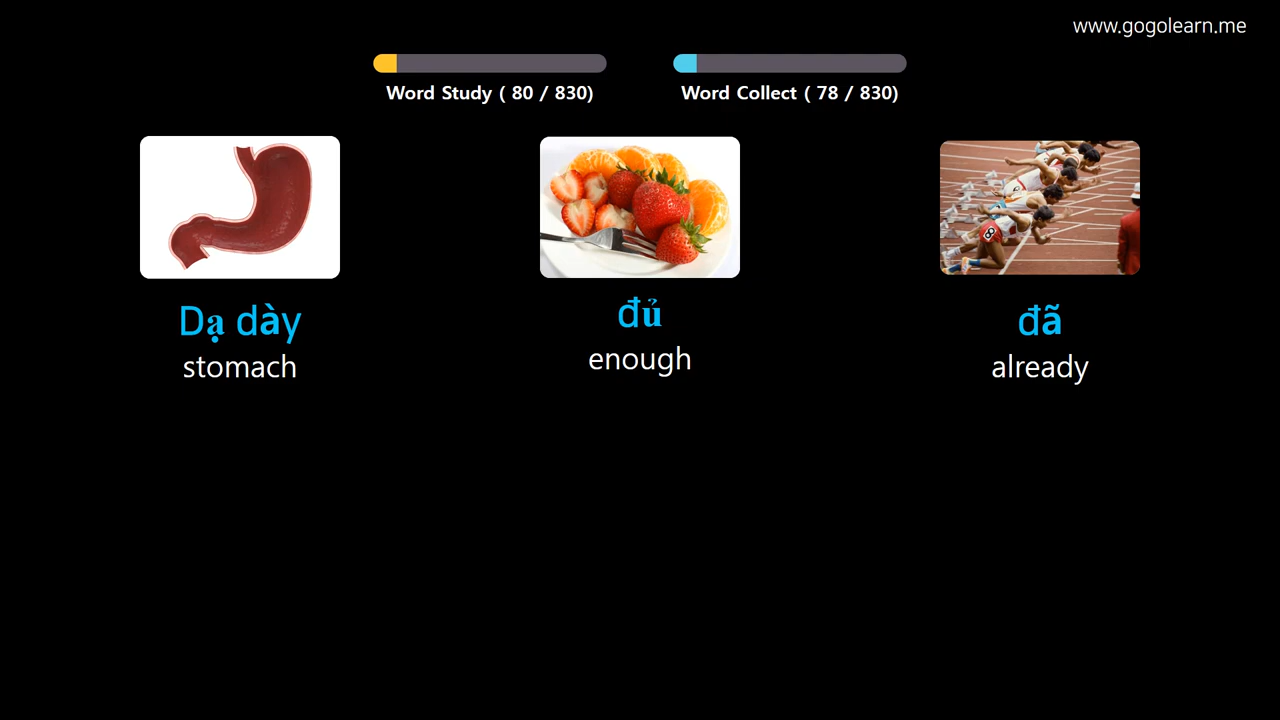 www.gogolearn.me
Word Study ( 80 / 830)
Word Collect ( 78 / 830)
Dạ dày
stomach
đủ
enough
đã
already